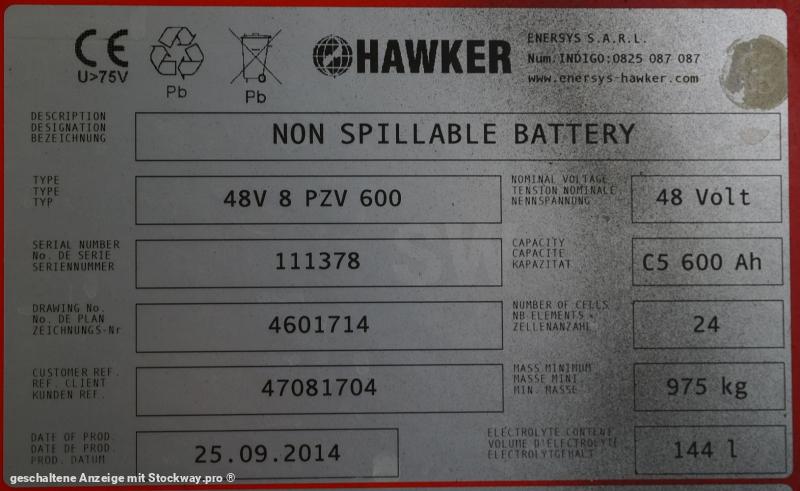 CE
U>75V
Pb
Pb
HAWKER
ENERSYS S.A.R.L.
Num.INDIGO:0825 087 087
www.enersys-hawker.com
DESCRIPTION
DESIGNATION
BEZEICHNUNG
NON SPILLABLE BATTERY
TYPE
TYPE
TYP
48V 8 PZV 600
NOMINAL VOLTAGE
TENSION NOMINALE
NENNSPANNUNG
48 Volt
SERIAL NUMBER
No. DE SERIE
SERIENNUMMER
111378
CAPACITY
CAPACITE
KAPAZITAT
C5 600 Ah
DRAWING No.
No. DE PLAN
ZEICHNUNGS-Nr
4601714
NUMBER OF CELLS
NB ELEMENTS
ZELLENANZAHL
24
CUSTOMER REF.
REF. CLIENT
KUNDEN REF.
47081704
MASS MINIMUM
MASSE MINI
MIN. MASSE
975 kg
DATE OF PROD.
DATE DE PROD.
PROD. DATUM
25.09.2014
ELECTROLYTE CONTENT
VOLUME D'ELECTROLYTE
ELECTROLYTGEHALT
144 l
geschaltene Anzeige mit Stockway.pro ®